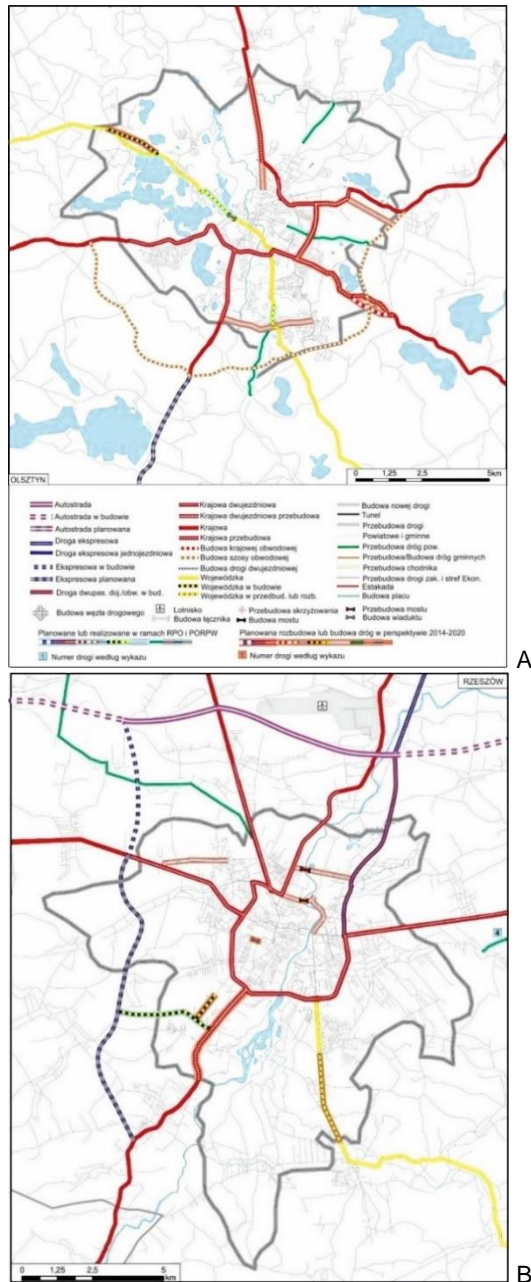 OLSZTYN
0 1,25 2,5 5km
Autostrada
Autostrada w budowie
Autostrada planowana
Droga ekspresowa
Droga ekspresowa jednojezdniowa
Ekspresowa w budowie
Ekspresowa planowana
Droga dwupas. doj./obw. w bud.
Krajowa dwujezdniowa
Krajowa dwujezdniowa przebudowa
Krajowa
Krajowa przebudowa
Budowa krajowej obwodowej
Budowa szosy obwodowej
Budowa drogi dwujezdniowej
Wojewódzka
Wojewódzka w budowie
Wojewódzka w przedbud. lub rozb.
Budowa nowej drogi
Tunel
Przebudowa drogi
Powiatowe i gminne
Przebudowa dróg pow.
Przebudowa/Budowa dróg gminnych
Przebudowa chodnika
Przebudowa drogi zak. i stref Ekon.
Estakada
Budowa placu
Budowa węzła drogowego
Lotnisko
Budowa łącznika
Przebudowa skrzyżowania
Budowa mostu
Przebudowa mostu
Budowa wiaduktu
Planowane lub realizowane w ramach RPO i PORPW
Planowana rozbudowa lub budowa dróg w perspektywie 2014-2020
Numer drogi według wykazu
Numer drogi według wykazu
A
RZESZÓW
4
0 1,25 2,5 5
km
B